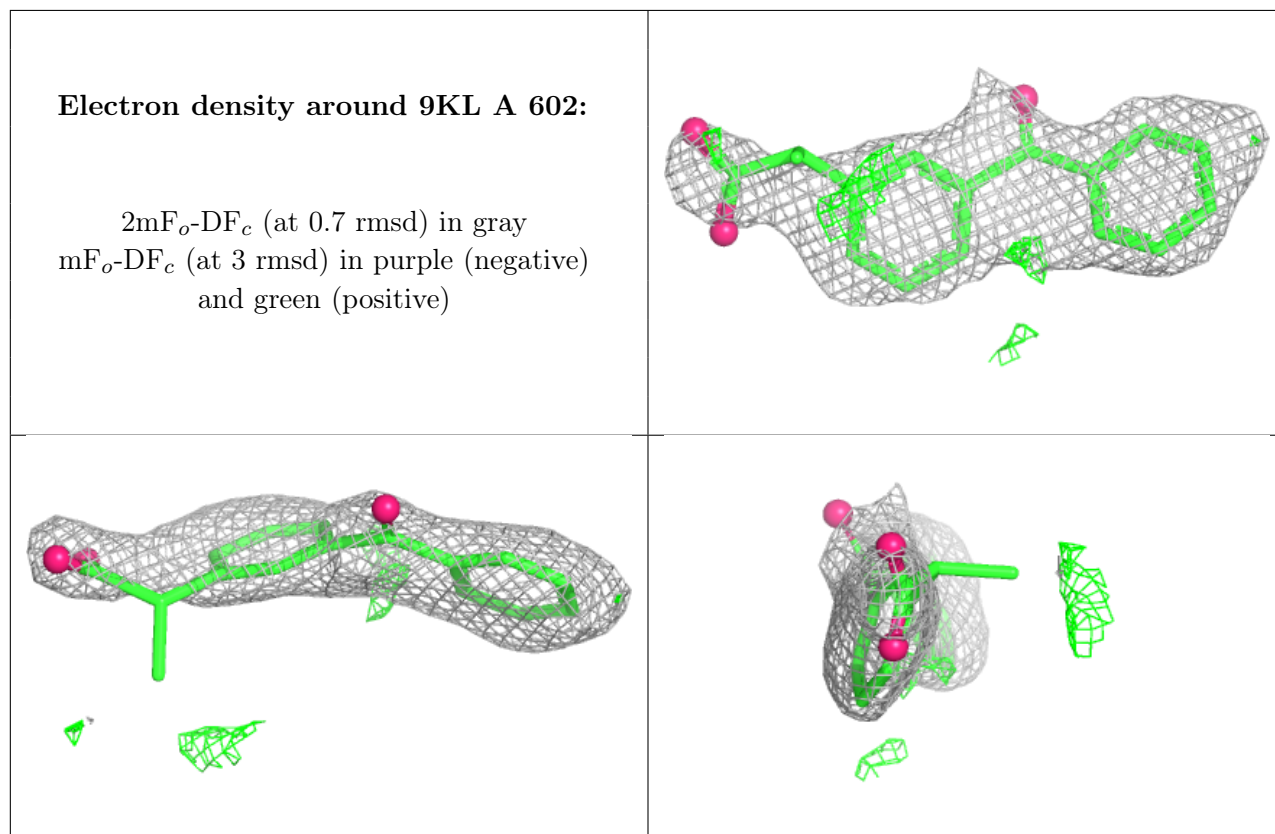 Electron density around 9KL A 602:
2mFₒ-DF𝒸 (at 0.7 rmsd) in gray
mFₒ-DF𝒸 (at 3 rmsd) in purple (negative)
and green (positive)